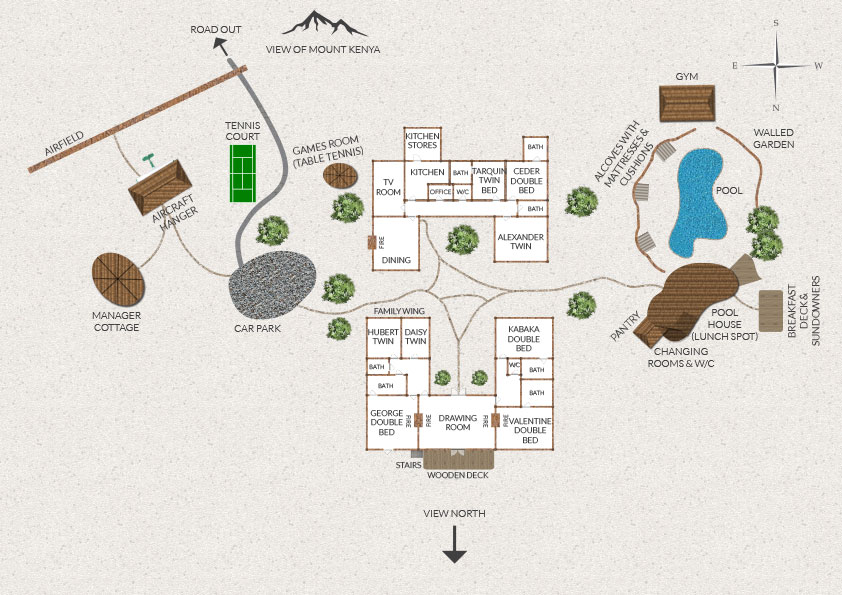 ROAD OUT
VIEW OF MOUNT KENYA
S
E
W
N
GYM
AIRFIELD
TENNIS
COURT
GAMES ROOM
(TABLE TENNIS)
KITCHEN
STORES
BATH
ALCOVES WITH
MATTRESSES &
CUSHIONS
WALLED
GARDEN
TV
ROOM
KITCHEN
BATH
OFFICE
W/C
TARQUIN
TWIN
BED
CEDER
DOUBLE
BED
POOL
AIRCRAFT
HANGER
BATH
FIRE
DINING
ALEXANDER
TWIN
MANAGER
COTTAGE
CAR PARK
PANTRY
POOL
HOUSE
(LUNCH SPOT)
BREAKFAST
DECK &
SUNDOWNERS
CHANGING
ROOMS & W/C
FAMILY WING
HUBERT
TWIN
DAISY
TWIN
KABAKA
DOUBLE
BED
BATH
WC
BATH
BATH
BATH
GEORGE
DOUBLE
BED
FIRE
DRAWING
ROOM
FIRE
FIRE
VALENTINE
DOUBLE
BED
STAIRS
WOODEN DECK
VIEW NORTH